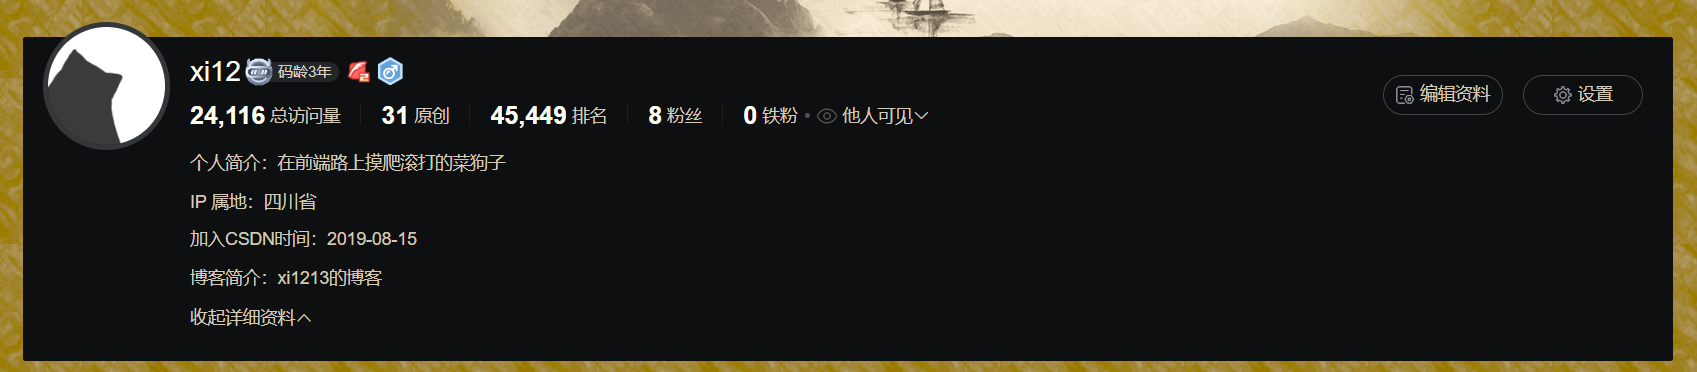 xi12 码龄3年
24,116 总访问量 31 原创 45,449 排名 8 粉丝 0 铁粉 · 他人可见
编辑资料 设置
个人简介：在前端路上摸爬滚打的菜狗子
IP 属地：四川省
加入CSDN时间：2019-08-15
博客简介：xi1213的博客
收起详细资料